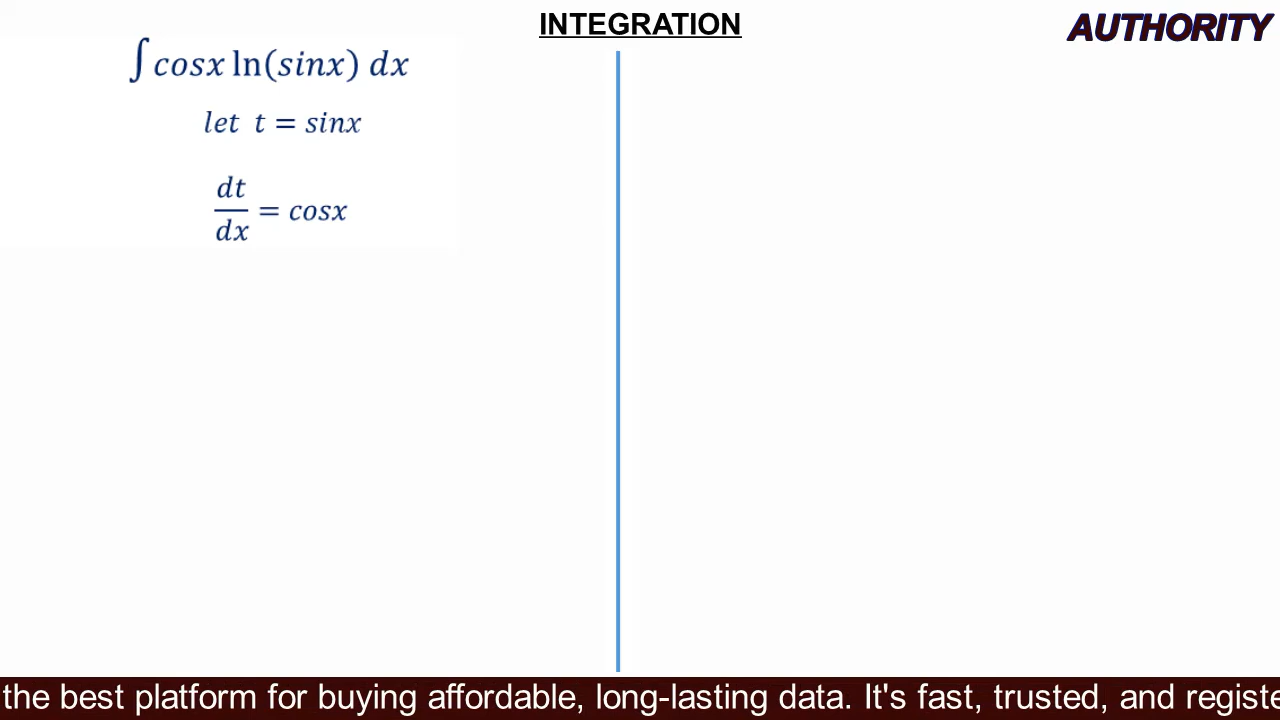 INTEGRATION
AUTHORITY
∫ cosx ln(sinx) dx
let t = sinx
dt/dx = cosx
the best platform for buying affordable, long-lasting data. It's fast, trusted, and registe